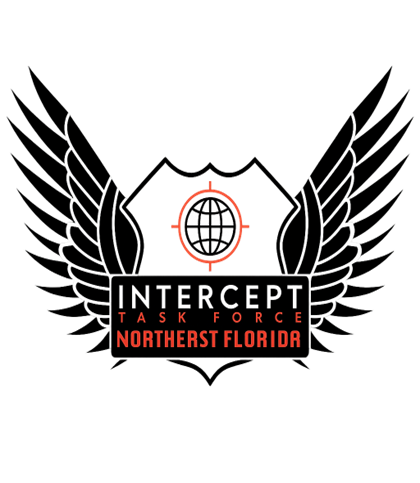 INTERCEPT
TASK FORCE
NORTHERST FLORIDA